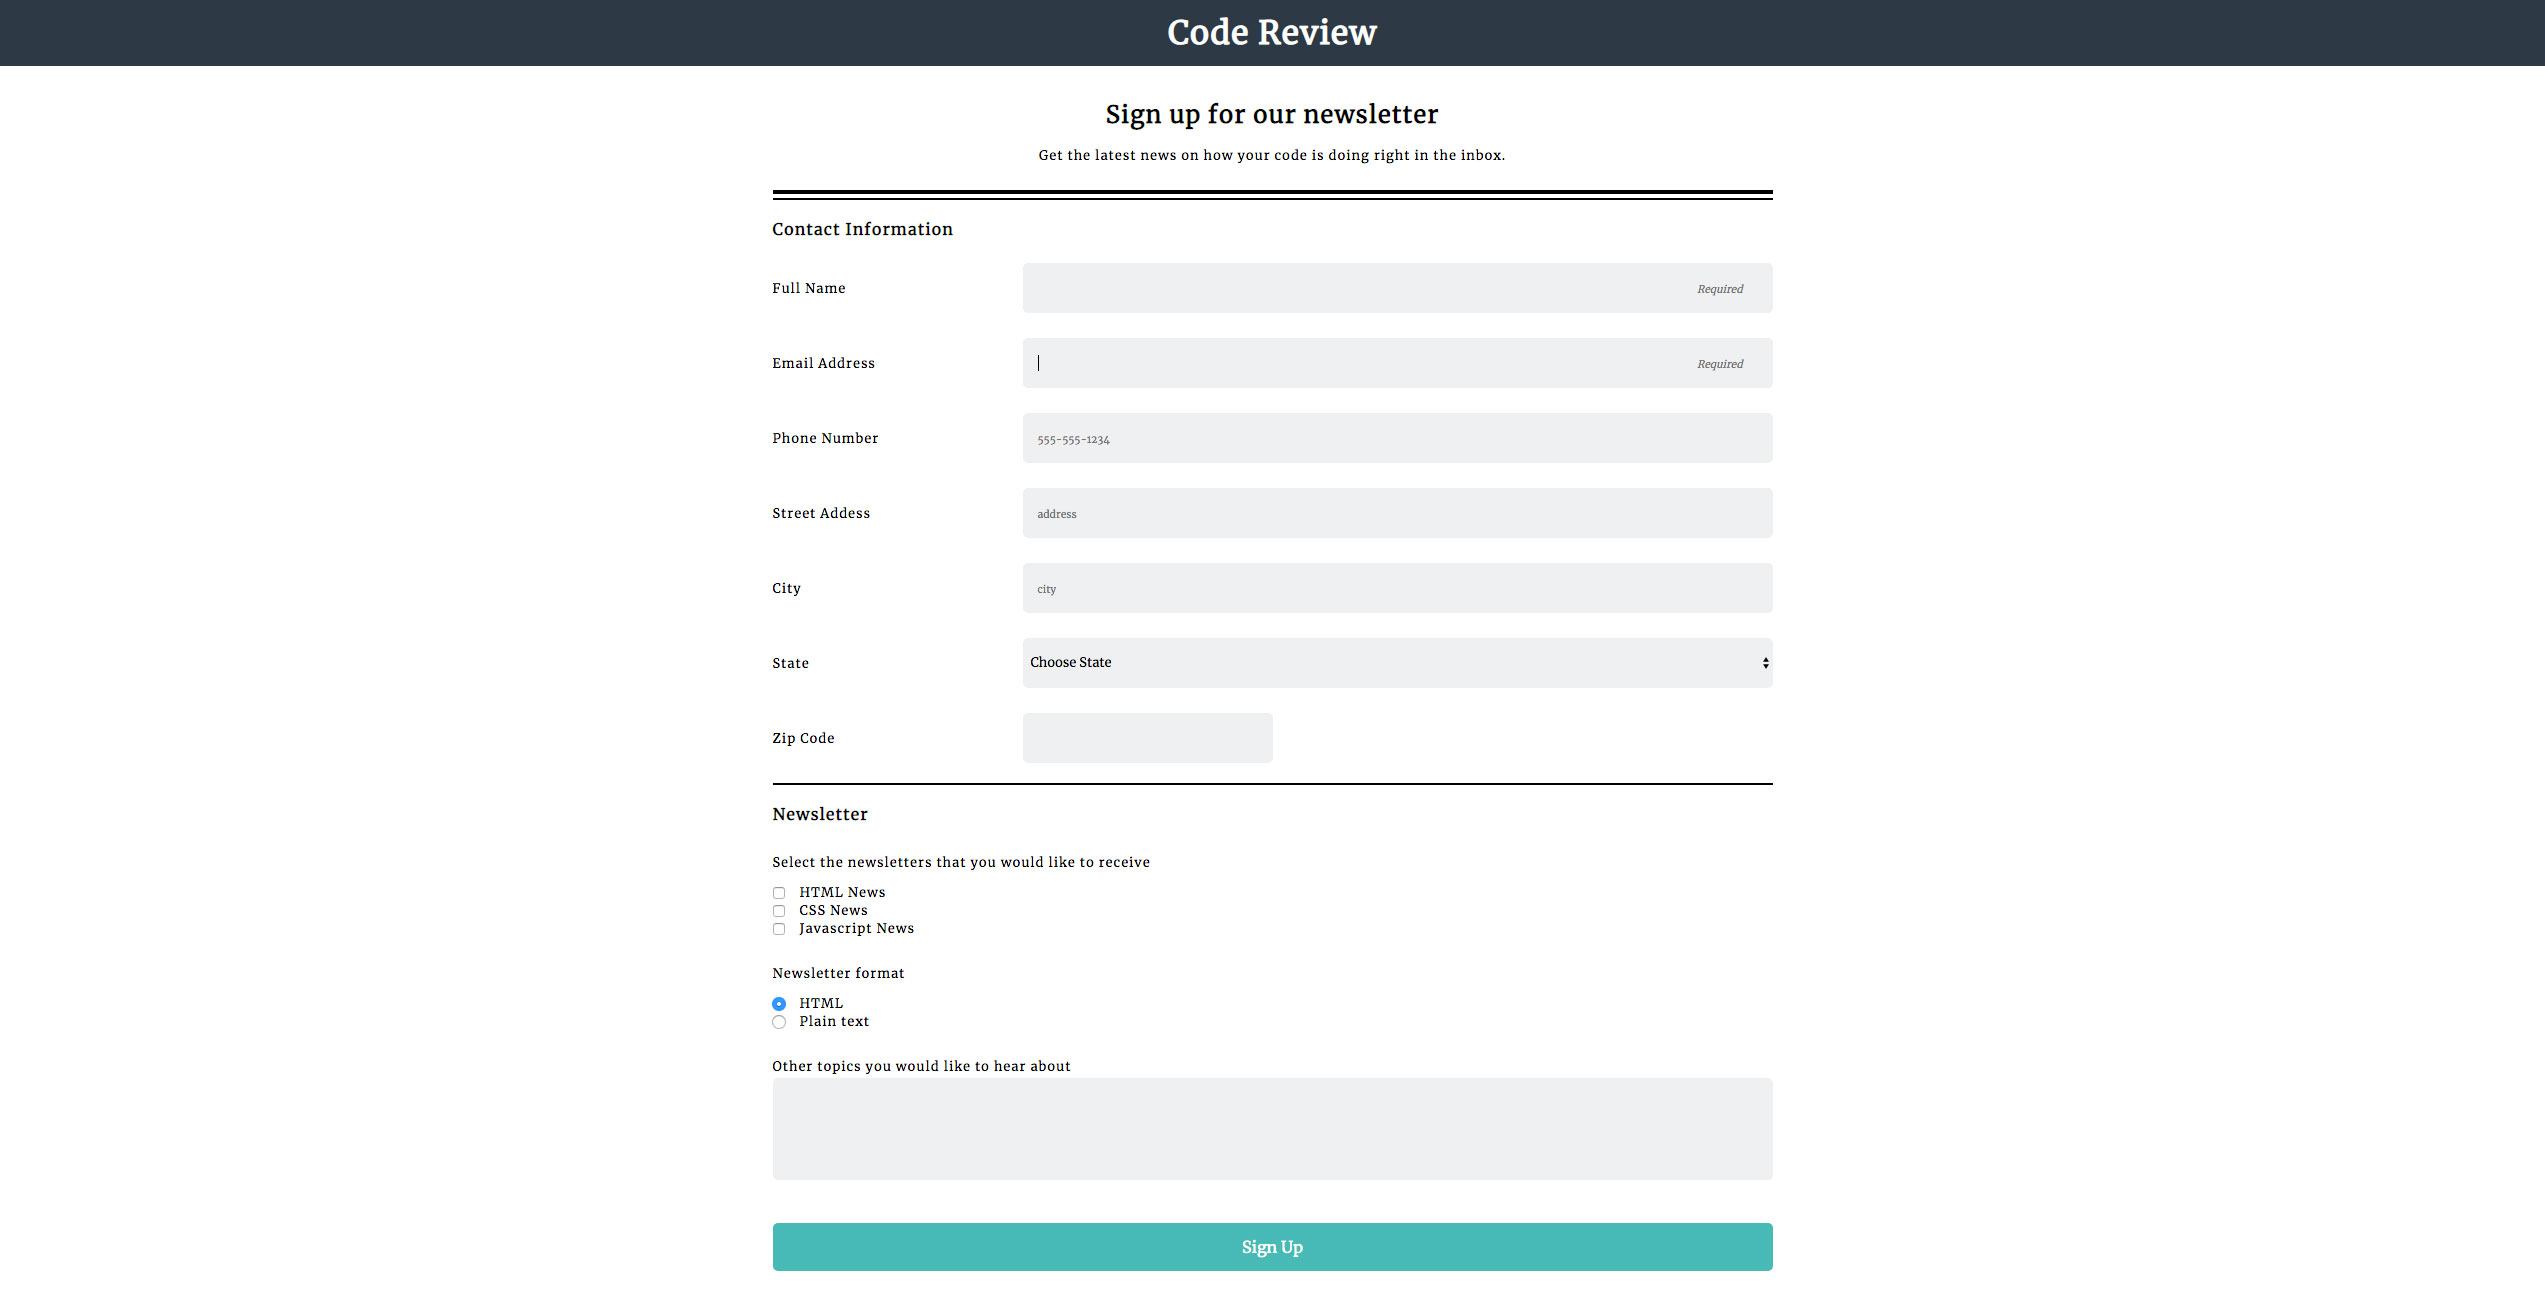 Code Review
Sign up for our newsletter
Get the latest news on how your code is doing right in the inbox.
Contact Information
Full Name
Required
Email Address
Required
Phone Number
555-555-1234
Street Addess
address
City
city
State
Choose State
Zip Code
Newsletter
Select the newsletters that you would like to receive
HTML News
CSS News
Javascript News
Newsletter format
HTML
Plain text
Other topics you would like to hear about
Sign Up